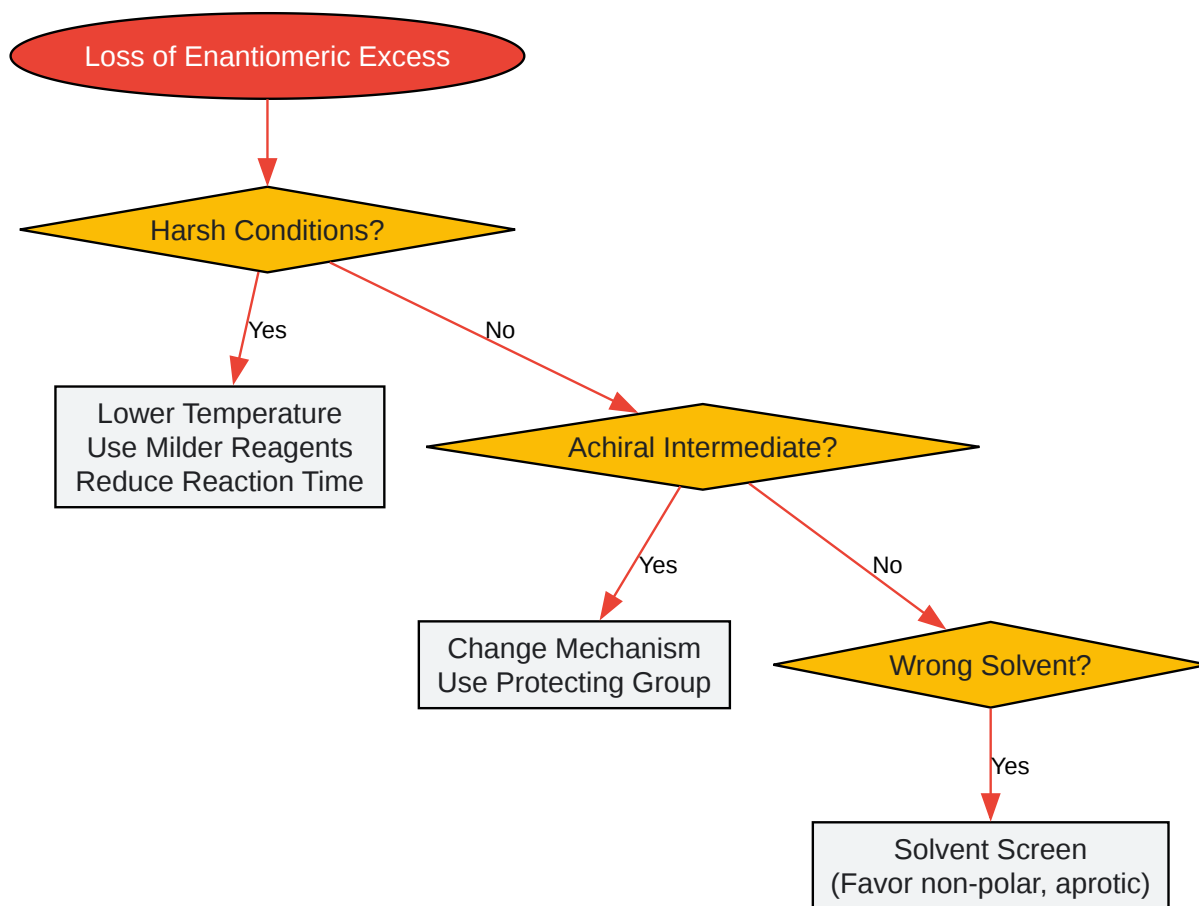 Loss of Enantiomeric Excess
Harsh Conditions?
Yes
No
Lower Temperature
Use Milder Reagents
Reduce Reaction Time
Achiral Intermediate?
Yes
No
Change Mechanism
Use Protecting Group
Wrong Solvent?
Yes
Solvent Screen
(Favor non-polar, aprotic)